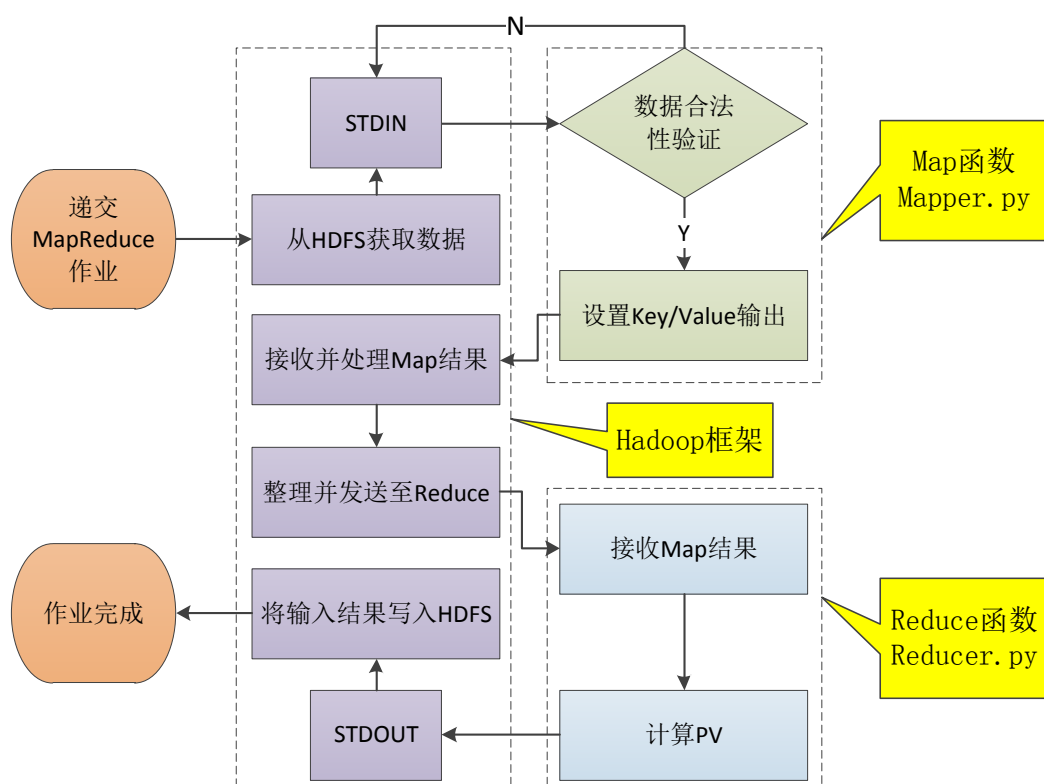 N
STDIN
数据合法
性验证
Map函数
Mapper.py
递交
MapReduce
作业
从HDFS获取数据
Y
设置Key/Value输出
接收并处理Map结果
Hadoop框架
整理并发送至Reduce
接收Map结果
作业完成
将输入结果写入HDFS
Reduce函数
Reducer.py
STDOUT
计算PV